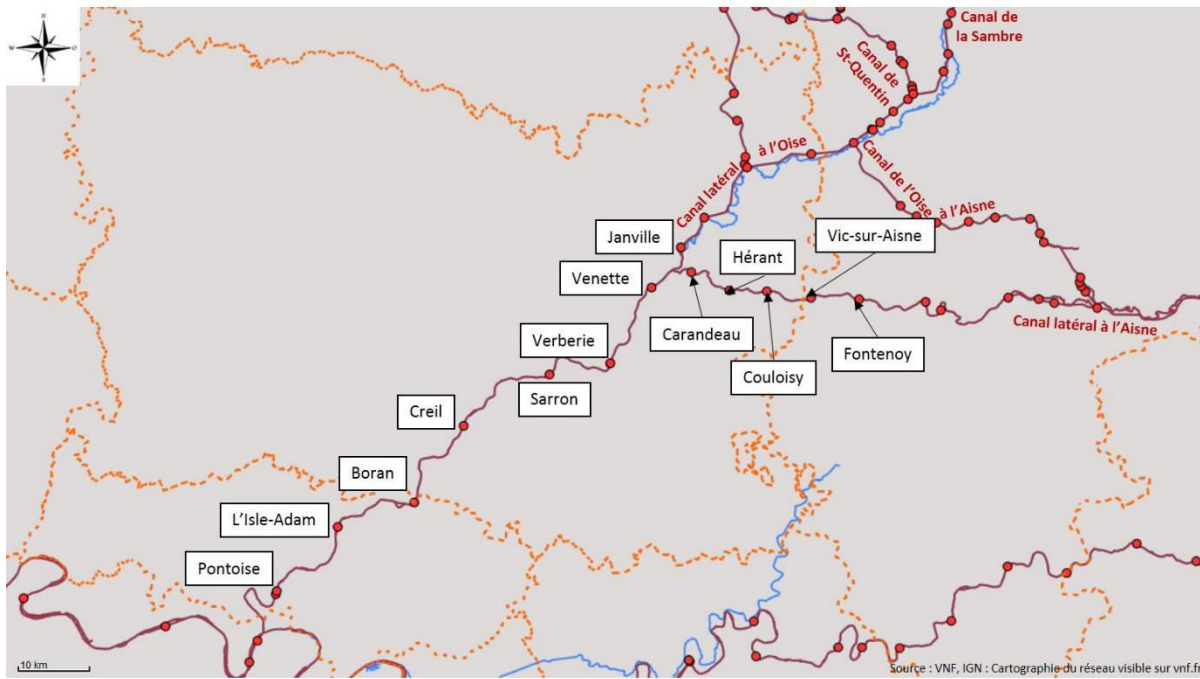 N
W
O
S
Canal de
la Sambre
Canal de
St-Quentin
à l’Oise
Canal latéral
Canal de l’Oise
à l’Aisne
Janville
Hérant
Vic-sur-Aisne
Venette
Carandeau
Canal latéral à l’Aisne
Verberie
Fontenoy
Couloisy
Sarron
Creil
Boran
L’Isle-Adam
Pontoise
10 km
Source : VNF, IGN : Cartographie du réseau visible sur vnf.fr